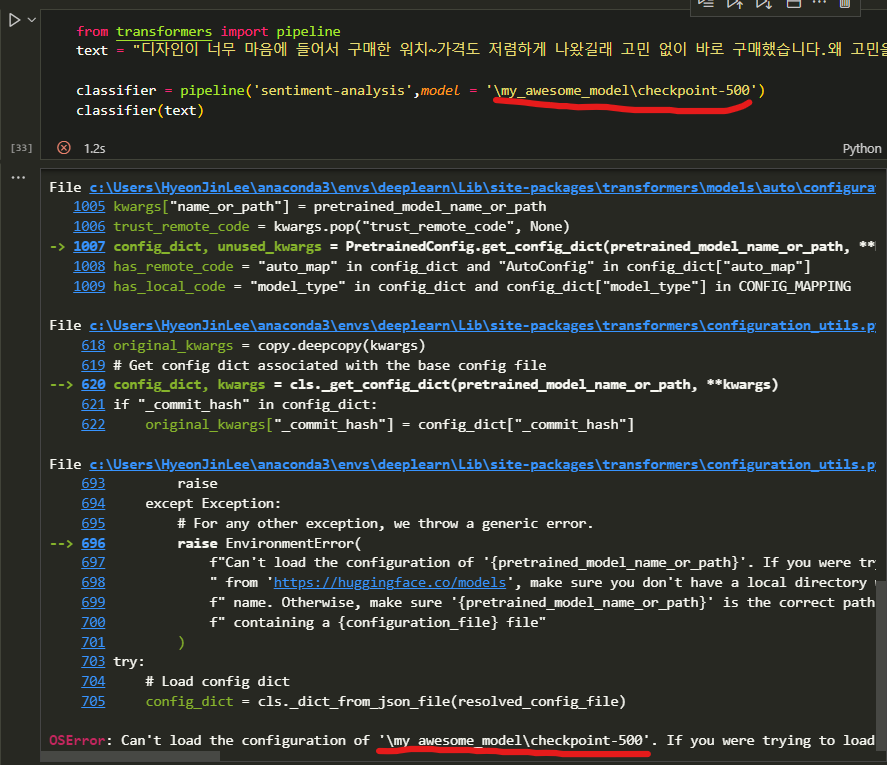 from transformers import pipeline
text = "디자인이 너무 마음에 들어서 구매한 워치~가격도 저렴하게 나왔길래 고민 없이 바로 구매했습니다.왜 고민을
classifier = pipeline('sentiment-analysis',model = '\my_awesome_model\checkpoint-500')
classifier(text)
[33] 1.2s Python
...
File c:\Users\HyeonJinLee\anaconda3\envs\deeplearn\Lib\site-packages\transformers\models\auto\configura
1005 kwargs["name_or_path"] = pretrained_model_name_or_path
1006 trust_remote_code = kwargs.pop("trust_remote_code", None)
-> 1007 config_dict, unused_kwargs = PretrainedConfig.get_config_dict(pretrained_model_name_or_path, **
1008 has_remote_code = "auto_map" in config_dict and "AutoConfig" in config_dict["auto_map"]
1009 has_local_code = "model_type" in config_dict and config_dict["model_type"] in CONFIG_MAPPING
File c:\Users\HyeonJinLee\anaconda3\envs\deeplearn\Lib\site-packages\transformers\configuration_utils.p
618 original_kwargs = copy.deepcopy(kwargs)
619 # Get config dict associated with the base config file
--> 620 config_dict, kwargs = cls._get_config_dict(pretrained_model_name_or_path, **kwargs)
621 if "_commit_hash" in config_dict:
622 original_kwargs["_commit_hash"] = config_dict["_commit_hash"]
File c:\Users\HyeonJinLee\anaconda3\envs\deeplearn\Lib\site-packages\transformers\configuration_utils.p
693 raise
694 except Exception:
695 # For any other exception, we throw a generic error.
--> 696 raise EnvironmentError(
697 f"Can't load the configuration of '{pretrained_model_name_or_path}'. If you were try
698 " from 'https://huggingface.co/models', make sure you don't have a local directory
699 f" name. Otherwise, make sure '{pretrained_model_name_or_path}' is the correct path
700 f" containing a {configuration_file} file"
701 )
703 try:
704 # Load config dict
705 config_dict = cls._dict_from_json_file(resolved_config_file)
OSError: Can't load the configuration of '\my_awesome_model\checkpoint-500'. If you were trying to load